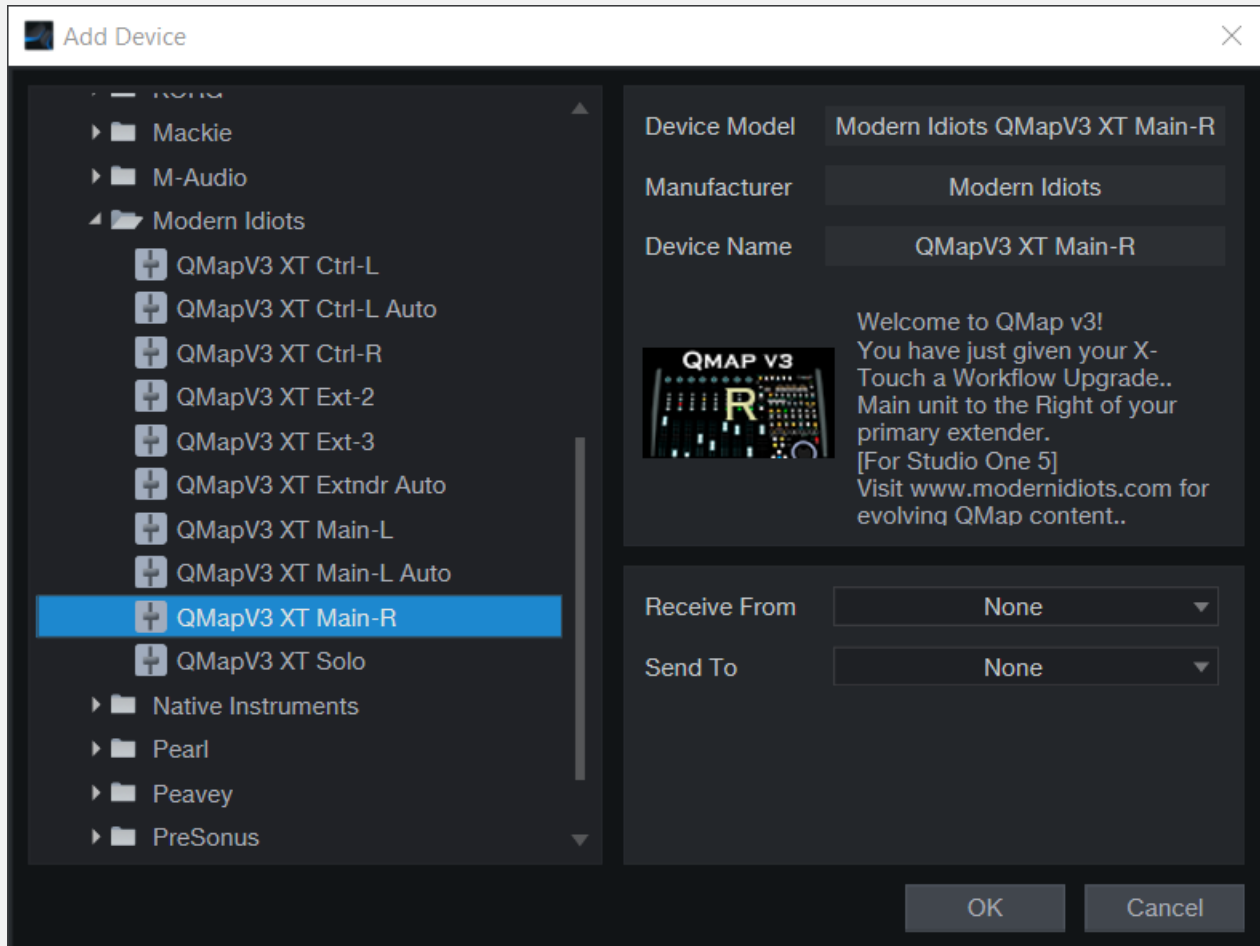 Add Device
Mackie
M-Audio
Modern Idiots
QMapV3 XT Ctrl-L
QMapV3 XT Ctrl-L Auto
QMapV3 XT Ctrl-R
QMapV3 XT Ext-2
QMapV3 XT Ext-3
QMapV3 XT Extndr Auto
QMapV3 XT Main-L
QMapV3 XT Main-L Auto
QMapV3 XT Main-R
QMapV3 XT Solo
Native Instruments
Pearl
Peavey
PreSonus
Device Model Modern Idiots QMapV3 XT Main-R
Manufacturer Modern Idiots
Device Name QMapV3 XT Main-R
QMAP V3
R
Welcome to QMap v3!
You have just given your X-
Touch a Workflow Upgrade..
Main unit to the Right of your
primary extender.
[For Studio One 5]
Visit www.modernidiots.com for
evolving QMap content..
Receive From None
Send To None
OK Cancel